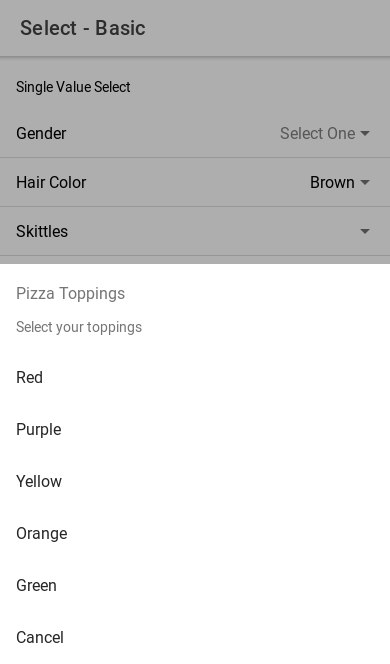 Select - Basic
Single Value Select
Gender Select One
Hair Color Brown
Skittles
Pizza Toppings
Select your toppings
Red
Purple
Yellow
Orange
Green
Cancel